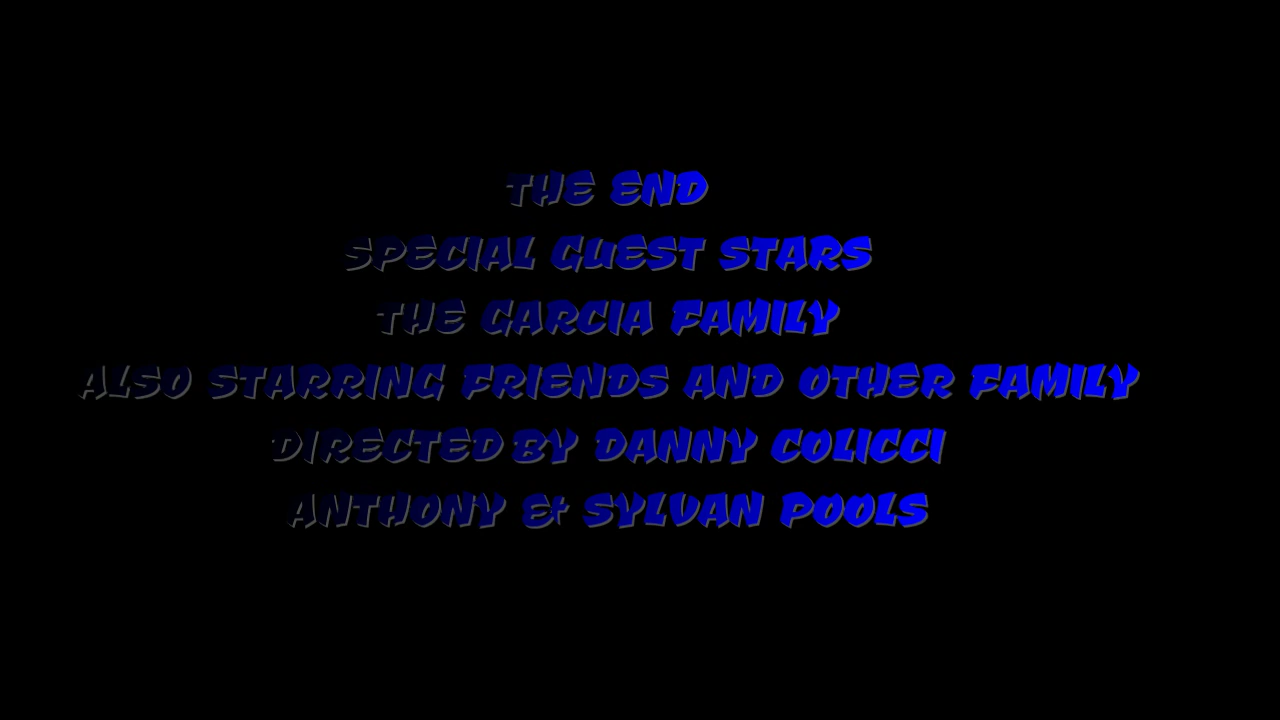 THE END
SPECIAL GUEST STARS
THE GARCIA FAMILY
ALSO STARRING FRIENDS AND OTHER FAMILY
DIRECTED BY DANNY COLICCI
ANTHONY & SYLVAN POOLS